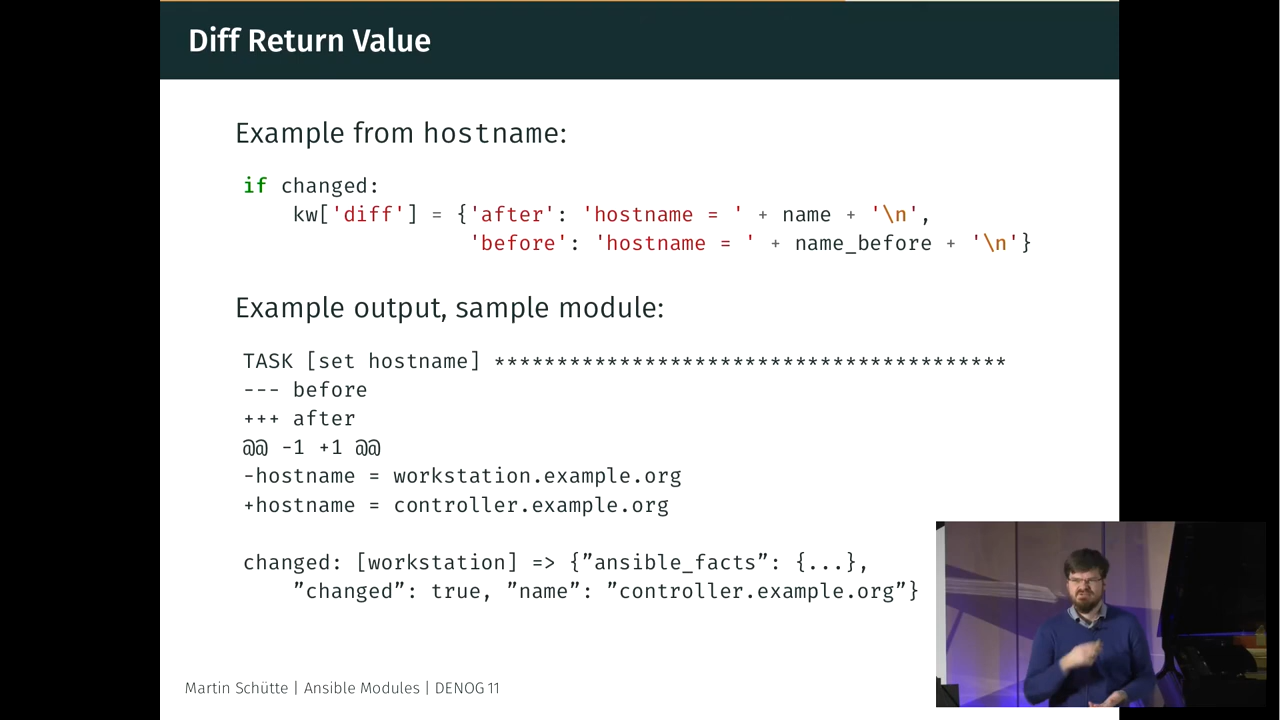 Diff Return Value
Example from hostname:
if changed:
    kw['diff'] = {'after': 'hostname = ' + name + '\n',
                  'before': 'hostname = ' + name_before + '\n'}
Example output, sample module:
TASK [set hostname] *****************************************
--- before
+++ after
@@ -1 +1 @@
-hostname = workstation.example.org
+hostname = controller.example.org
changed: [workstation] => {”ansible_facts”: {...},
    ”changed”: true, ”name”: ”controller.example.org”}
Martin Schütte | Ansible Modules | DENOG 11